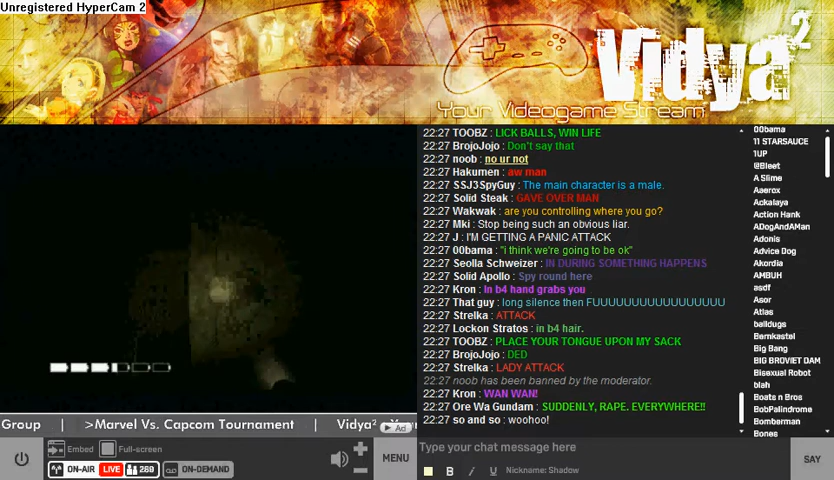 Unregistered HyperCam 2
Vidya²
Your Videogame Stream
22:27 TOOBZ : LICK BALLS, WIN LIFE
22:27 BrojoJojo : Don't say that
22:27 noob : no ur not
22:27 Hakumen : aw man
22:27 SSJ3SpyGuy : The main character is a male.
22:27 Solid Steak : GAVE OVER MAN
22:27 Wakwak : are you controlling where you go?
22:27 Mki : Stop being such an obvious liar.
22:27 J : I'M GETTING A PANIC ATTACK
22:27 00bama : "i think we're going to be ok"
22:27 Seolla Schweizer : IN DURING SOMETHING HAPPENS
22:27 Solid Apollo : Spy round here
22:27 Kron : In b4 hand grabs you
22:27 That guy : long silence then FUUUUUUUUUUUUUUUUU
22:27 Strelka : ATTACK
22:27 Lockon Stratos : in b4 hair.
22:27 TOOBZ : PLACE YOUR TONGUE UPON MY SACK
22:27 BrojoJojo : DED
22:27 Strelka : LADY ATTACK
22:27 noob has been banned by the moderator.
22:27 Kron : WAN WAN!
22:27 Ore Wa Gundam : SUDDENLY, RAPE. EVERYWHERE!!
22:27 so and so : woohoo!
00bama
11 STARSAUCE
1UP
@Bleet
A Slime
Aaerox
Ackalaya
Action Hank
ADogAndAMan
Adonis
Advice Dog
Akordia
AMBUH
asdf
Asor
Atlas
balldugs
Bernkastel
Big Bang
BIG BROVIET DAM
Bisexual Robot
blah
Boats n Bros
BobPalindrome
Bomberman
Bones
Group | >Marvel Vs. Capcom Tournament | Vidya²
Ad
Embed
Full-screen
ON-AIR LIVE 289 ON-DEMAND
MENU
Type your chat message here
B I U Nickname: Shadow
SAY